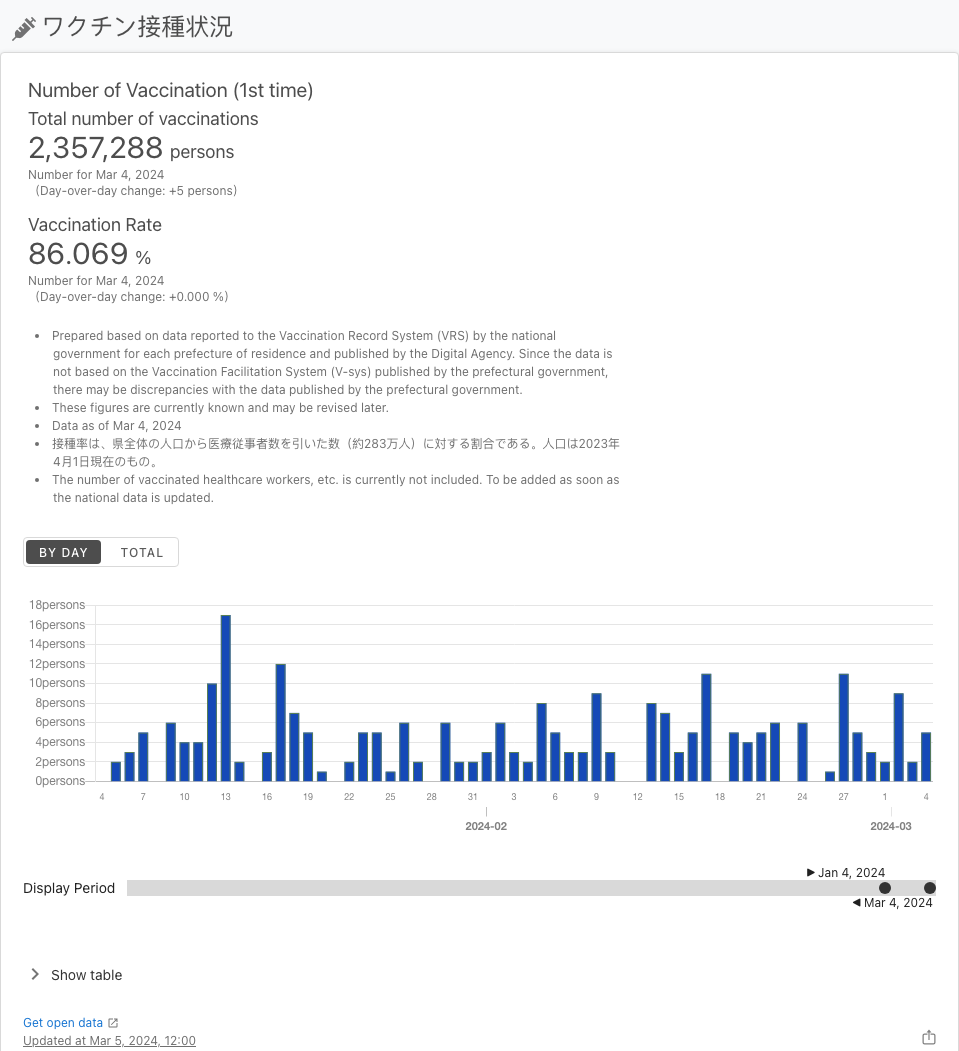 ワクチン接種状況
Number of Vaccination (1st time)
Total number of vaccinations
2,357,288 persons
Number for Mar 4, 2024
(Day-over-day change: +5 persons)
Vaccination Rate
86.069 %
Number for Mar 4, 2024
(Day-over-day change: +0.000 %)
• Prepared based on data reported to the Vaccination Record System (VRS) by the national
government for each prefecture of residence and published by the Digital Agency. Since the data is
not based on the Vaccination Facilitation System (V-sys) published by the prefectural government,
there may be discrepancies with the data published by the prefectural government.
• These figures are currently known and may be revised later.
• Data as of Mar 4, 2024
• 接種率は、県全体の人口から医療従事者数を引いた数（約283万人）に対する割合である。人口は2023年
4月1日現在のもの。
• The number of vaccinated healthcare workers, etc. is currently not included. To be added as soon as
the national data is updated.
BY DAY TOTAL
18persons
16persons
14persons
12persons
10persons
8persons
6persons
4persons
2persons
0persons
4 7 10 13 16 19 22 25 28 31 3 6 9 12 15 18 21 24 27 1 4
2024-02 2024-03
▶ Jan 4, 2024
Display Period
◀ Mar 4, 2024
Show table
Get open data
Updated at Mar 5, 2024, 12:00